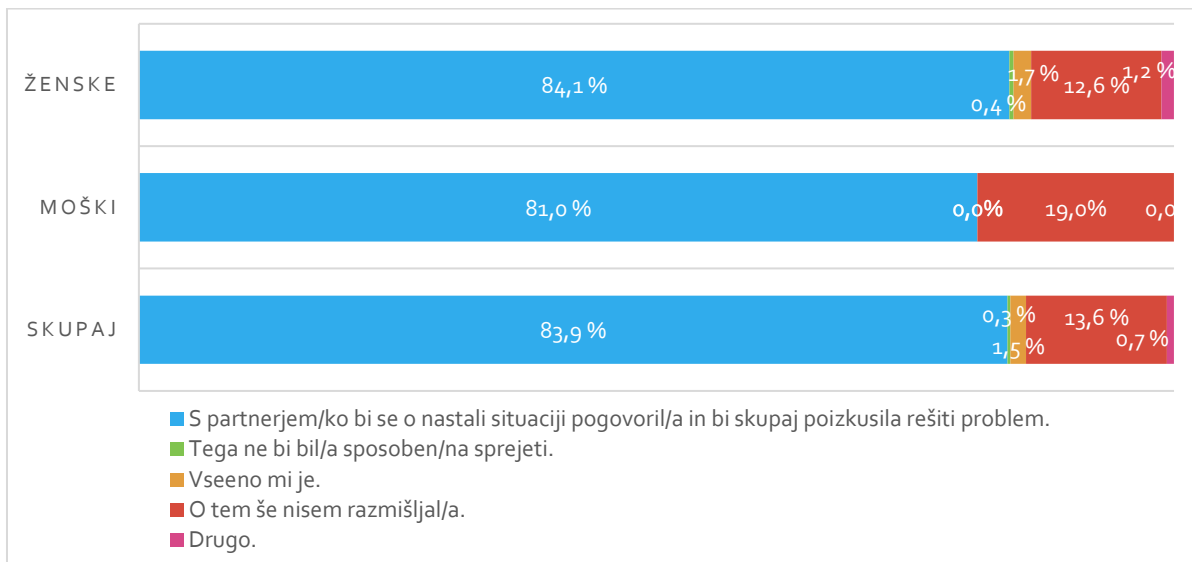 ŽENSKE
84,1 %
0,4 %
1,7 %
12,6 %
1,2 %
MOŠKI
81,0 %
0,0%
19,0%
0,0
SKUPAJ
83,9 %
0,3 %
1,5 %
13,6 %
0,7 %
S partnerjem/ko bi se o nastali situaciji pogovoril/a in bi skupaj poizkusila rešiti problem.
Tega ne bi bil/a sposoben/na sprejeti.
Vseeno mi je.
O tem še nisem razmišljal/a.
Drugo.